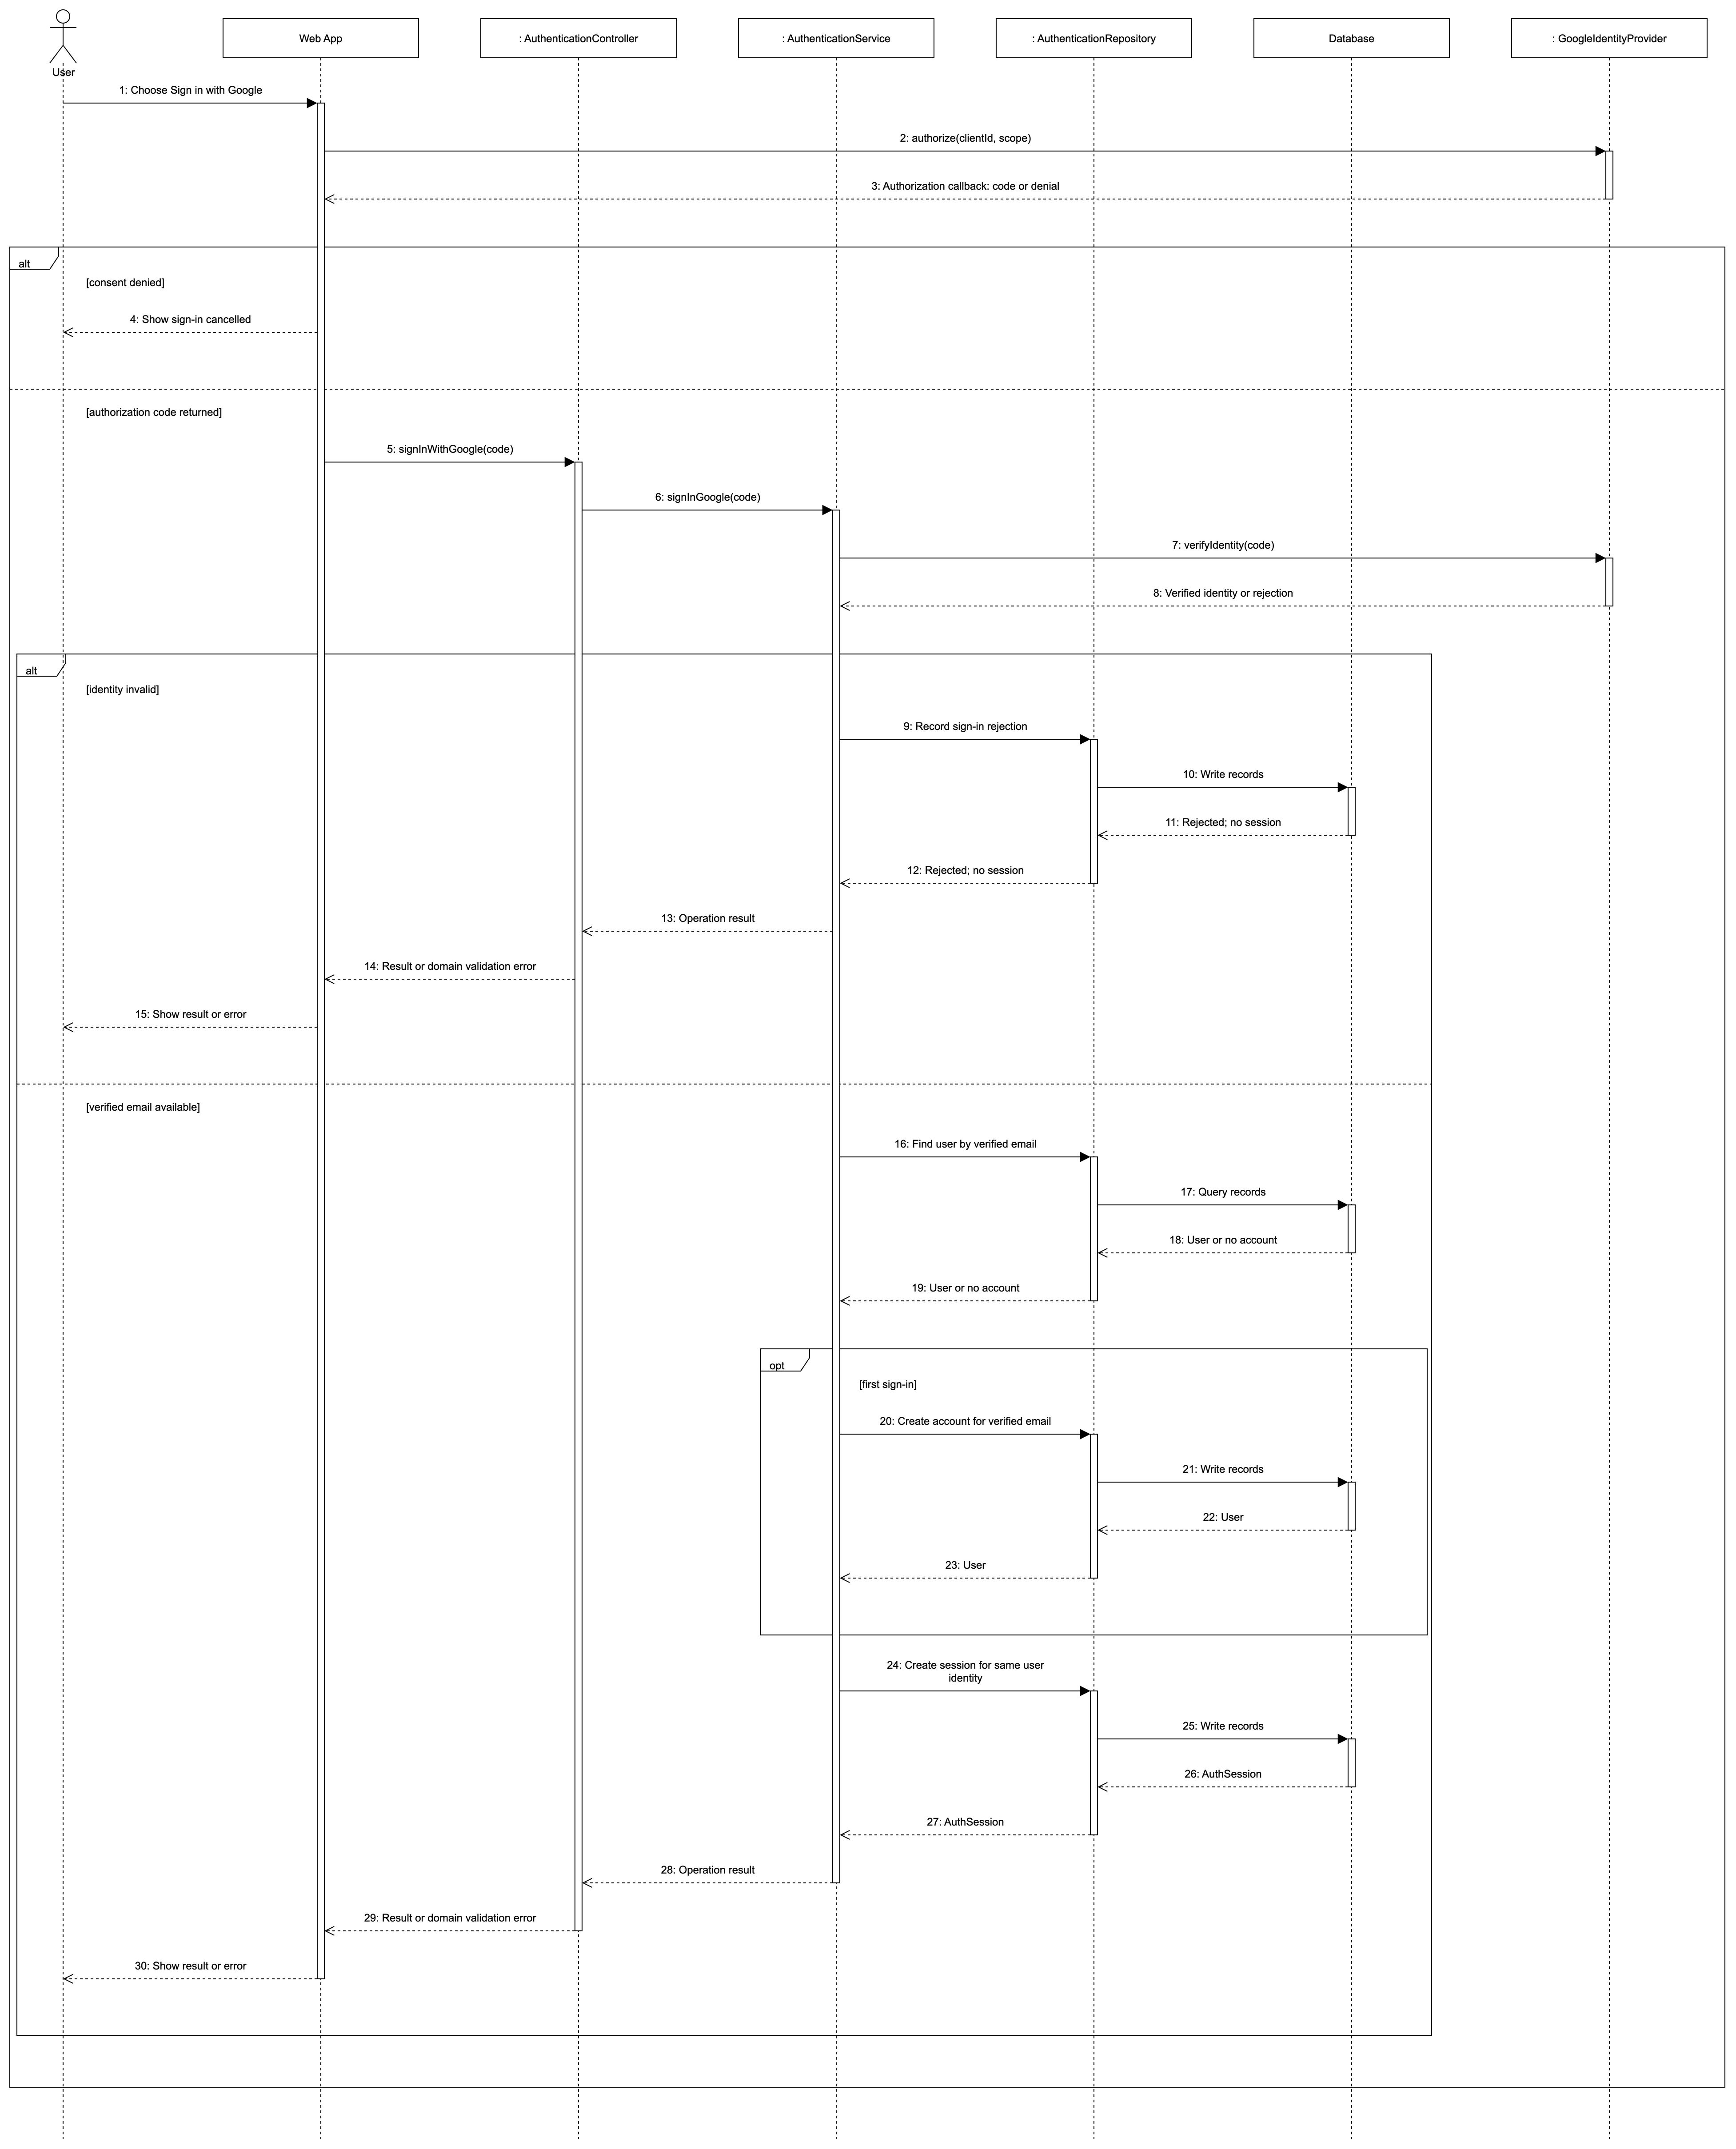 User
Web App
: AuthenticationController
: AuthenticationService
: AuthenticationRepository
Database
: GoogleIdentityProvider
1: Choose Sign in with Google
2: authorize(clientId, scope)
3: Authorization callback: code or denial
alt
[consent denied]
4: Show sign-in cancelled
[authorization code returned]
5: signInWithGoogle(code)
6: signInGoogle(code)
7: verifyIdentity(code)
8: Verified identity or rejection
alt
[identity invalid]
9: Record sign-in rejection
10: Write records
11: Rejected; no session
12: Rejected; no session
13: Operation result
14: Result or domain validation error
15: Show result or error
[verified email available]
16: Find user by verified email
17: Query records
18: User or no account
19: User or no account
opt
[first sign-in]
20: Create account for verified email
21: Write records
22: User
23: User
24: Create session for same user
identity
25: Write records
26: AuthSession
27: AuthSession
28: Operation result
29: Result or domain validation error
30: Show result or error